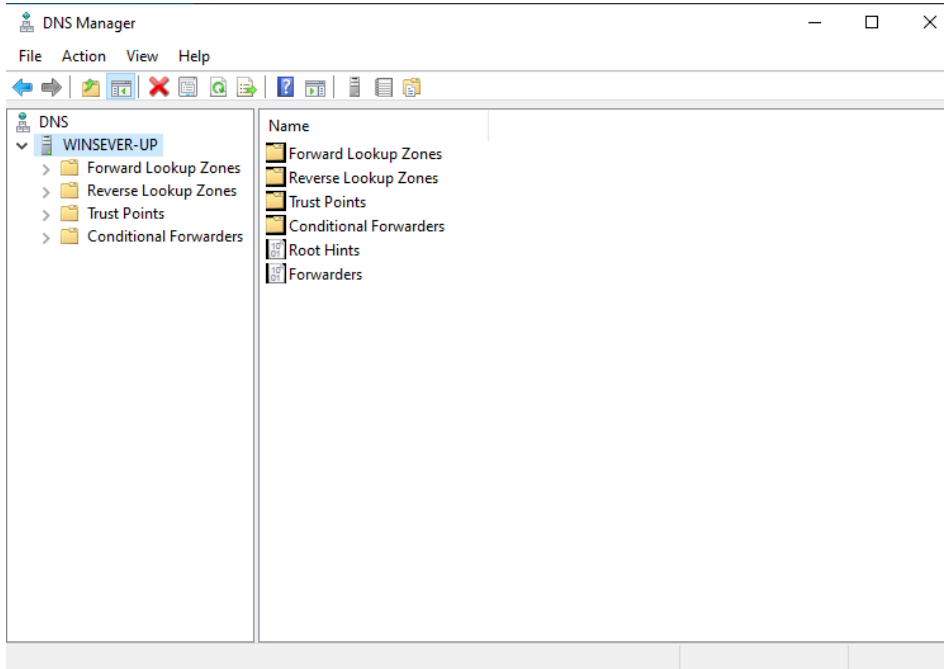 DNS Manager
File Action View Help
DNS
WINSEVER-UP
Forward Lookup Zones
Reverse Lookup Zones
Trust Points
Conditional Forwarders
Name
Forward Lookup Zones
Reverse Lookup Zones
Trust Points
Conditional Forwarders
Root Hints
Forwarders